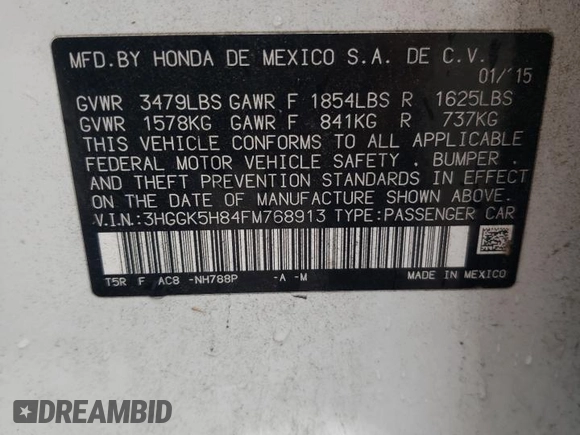 MFD.BY HONDA DE MEXICO S.A. DE C.V.
01/'15
GVWR 3479LBS GAWR F 1854LBS R 1625LBS
GVWR 1578KG GAWR F 841KG R 737KG
THIS VEHICLE CONFORMS TO ALL APPLICABLE
FEDERAL MOTOR VEHICLE SAFETY . BUMPER .
AND THEFT PREVENTION STANDARDS IN EFFECT
ON THE DATE OF MANUFACTURE SHOWN ABOVE.
V.I.N.:3HGGK5H84FM768913 TYPE:PASSENGER CAR
T5R F AC8 -NH788P -A -M MADE IN MEXICO
DREAMBID